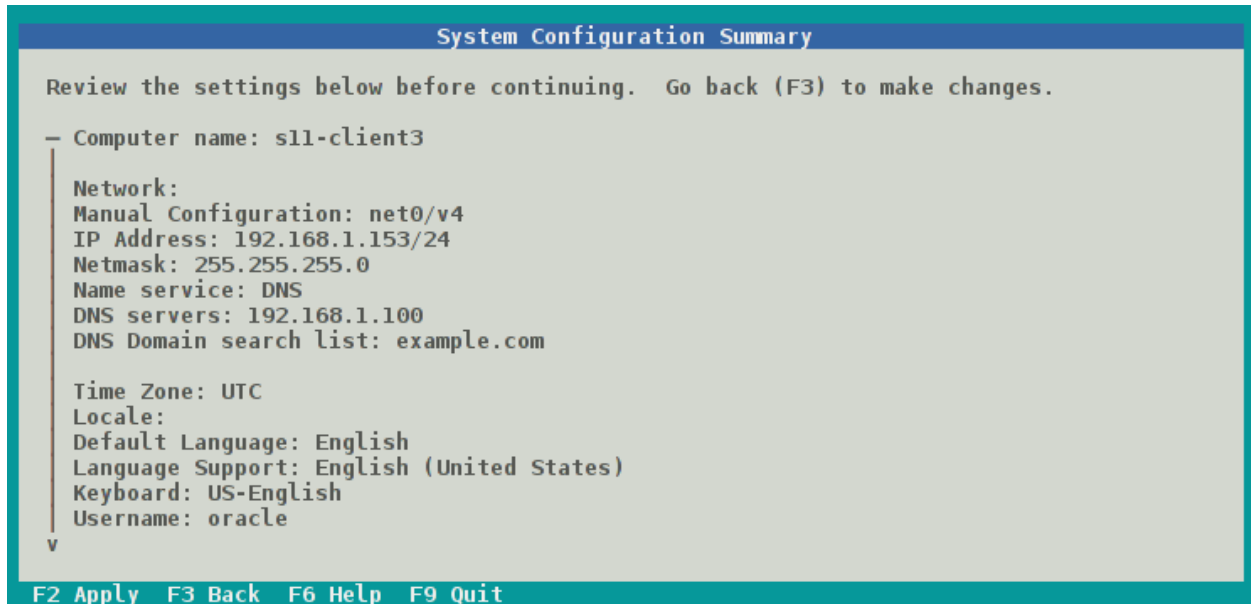 System Configuration Summary
Review the settings below before continuing.  Go back (F3) to make changes.
Computer name: s11-client3
Network:
Manual Configuration: net0/v4
IP Address: 192.168.1.153/24
Netmask: 255.255.255.0
Name service: DNS
DNS servers: 192.168.1.100
DNS Domain search list: example.com
Time Zone: UTC
Locale:
Default Language: English
Language Support: English (United States)
Keyboard: US-English
Username: oracle
F2 Apply  F3 Back  F6 Help  F9 Quit